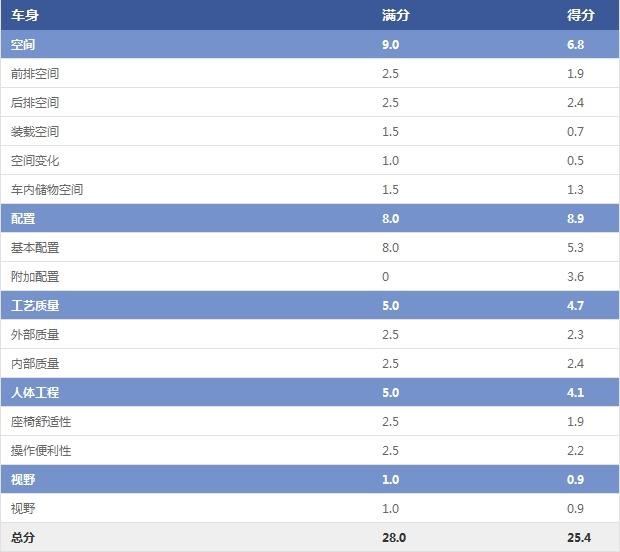 车身 满分 得分
空间 9.0 6.8
前排空间 2.5 1.9
后排空间 2.5 2.4
装载空间 1.5 0.7
空间变化 1.0 0.5
车内储物空间 1.5 1.3
配置 8.0 8.9
基本配置 8.0 5.3
附加配置 0 3.6
工艺质量 5.0 4.7
外部质量 2.5 2.3
内部质量 2.5 2.4
人体工程 5.0 4.1
座椅舒适性 2.5 1.9
操作便利性 2.5 2.2
视野 1.0 0.9
视野 1.0 0.9
总分 28.0 25.4